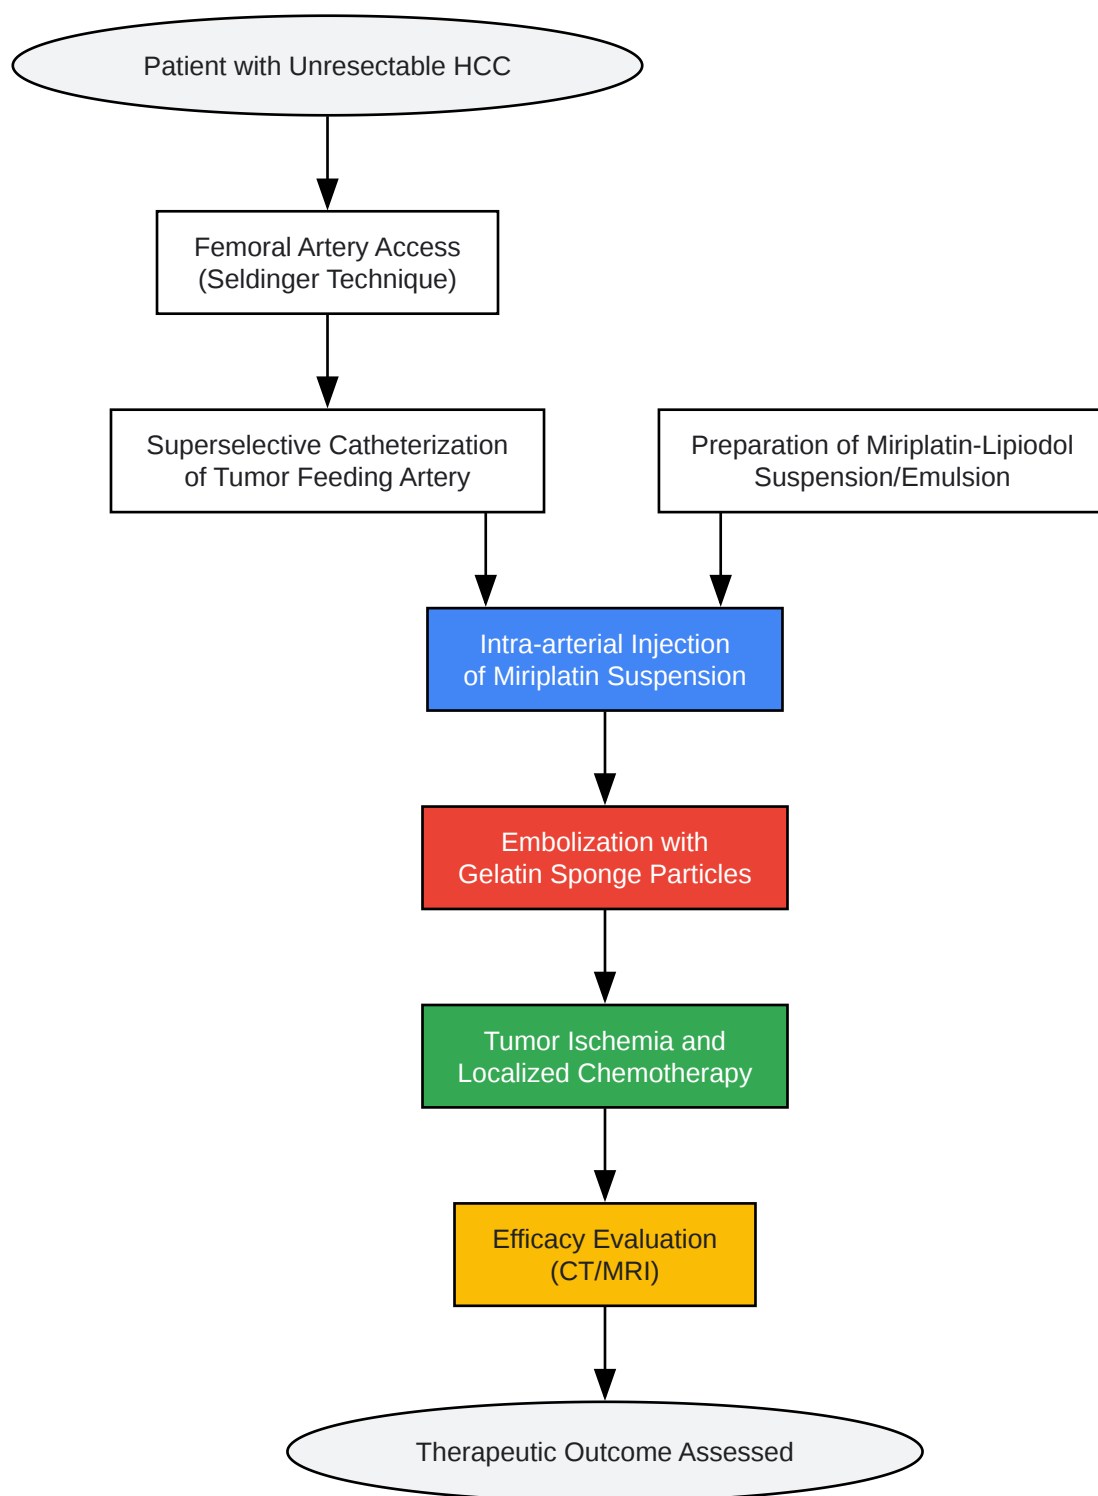 Patient with Unresectable HCC
Femoral Artery Access
(Seldinger Technique)
Superselective Catheterization
of Tumor Feeding Artery
Preparation of Miriplatin-Lipiodol
Suspension/Emulsion
Intra-arterial Injection
of Miriplatin Suspension
Embolization with
Gelatin Sponge Particles
Tumor Ischemia and
Localized Chemotherapy
Efficacy Evaluation
(CT/MRI)
Therapeutic Outcome Assessed